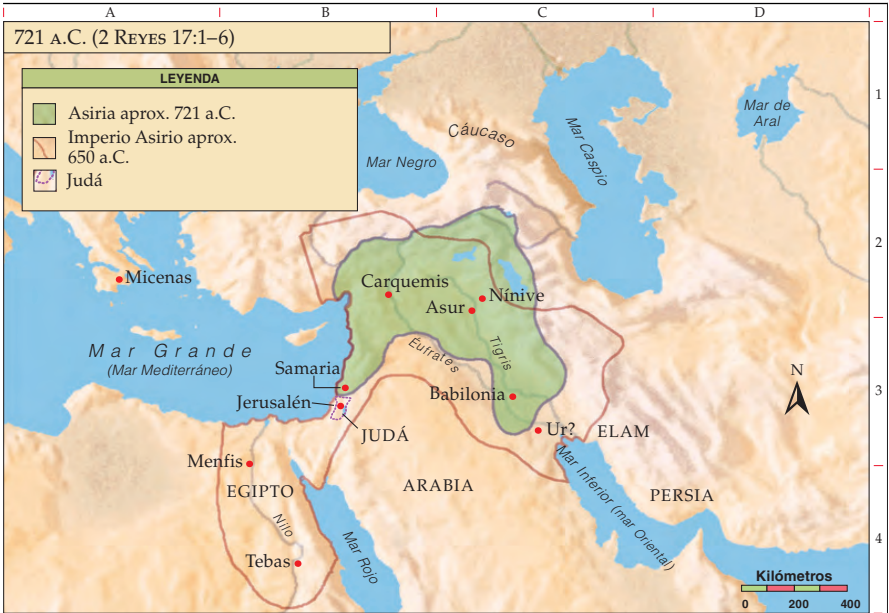 A B C D
721 A.C. (2 REYES 17:1–6)
LEYENDA
Asiria aprox. 721 a.C.
Imperio Asirio aprox.
650 a.C.
Judá
1
2
3
4
Mar de
Aral
Cáucaso
Mar Caspio
Mar Negro
Micenas
Carquemis
Nínive
Asur
Mar Grande
(Mar Mediterráneo)
Éufrates
Tigris
Samaria
Babilonia
Jerusalén
N
JUDÁ
Ur?
ELAM
Menfis
EGIPTO
ARABIA
Mar Inferior (mar Oriental)
PERSIA
Nilo
Mar Rojo
Tebas
Kilómetros
0 200 400